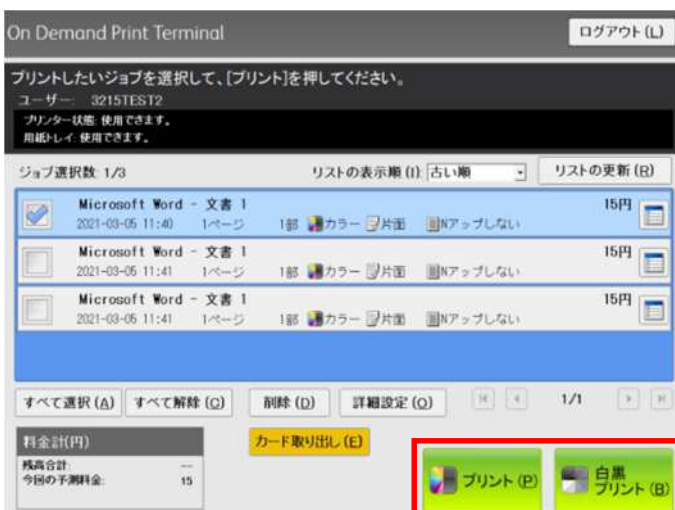 On Demand Print Terminal
ログアウト(L)
プリントしたいジョブを選択して、[プリント]を押してください。
ユーザー: 3215TEST2
プリンター状態: 使用できます。
用紙トレイ: 使用できます。
ジョブ選択数: 1/3 リストの表示順(I): 古い順 リストの更新(R)
Microsoft Word - 文書 1 15円
2021-03-05 11:40 1ページ 1部 カラー 片面 Nアップしない
Microsoft Word - 文書 1 15円
2021-03-05 11:41 1ページ 1部 カラー 片面 Nアップしない
Microsoft Word - 文書 1 15円
2021-03-05 11:41 1ページ 1部 カラー 片面 Nアップしない
すべて選択(A) すべて解除(C) 削除(D) 詳細設定(O) 1/1
料金計(円)
カード取り出し(E)
残高合計: --
今回の予測料金: 15
プリント(P)
白黒
プリント(B)